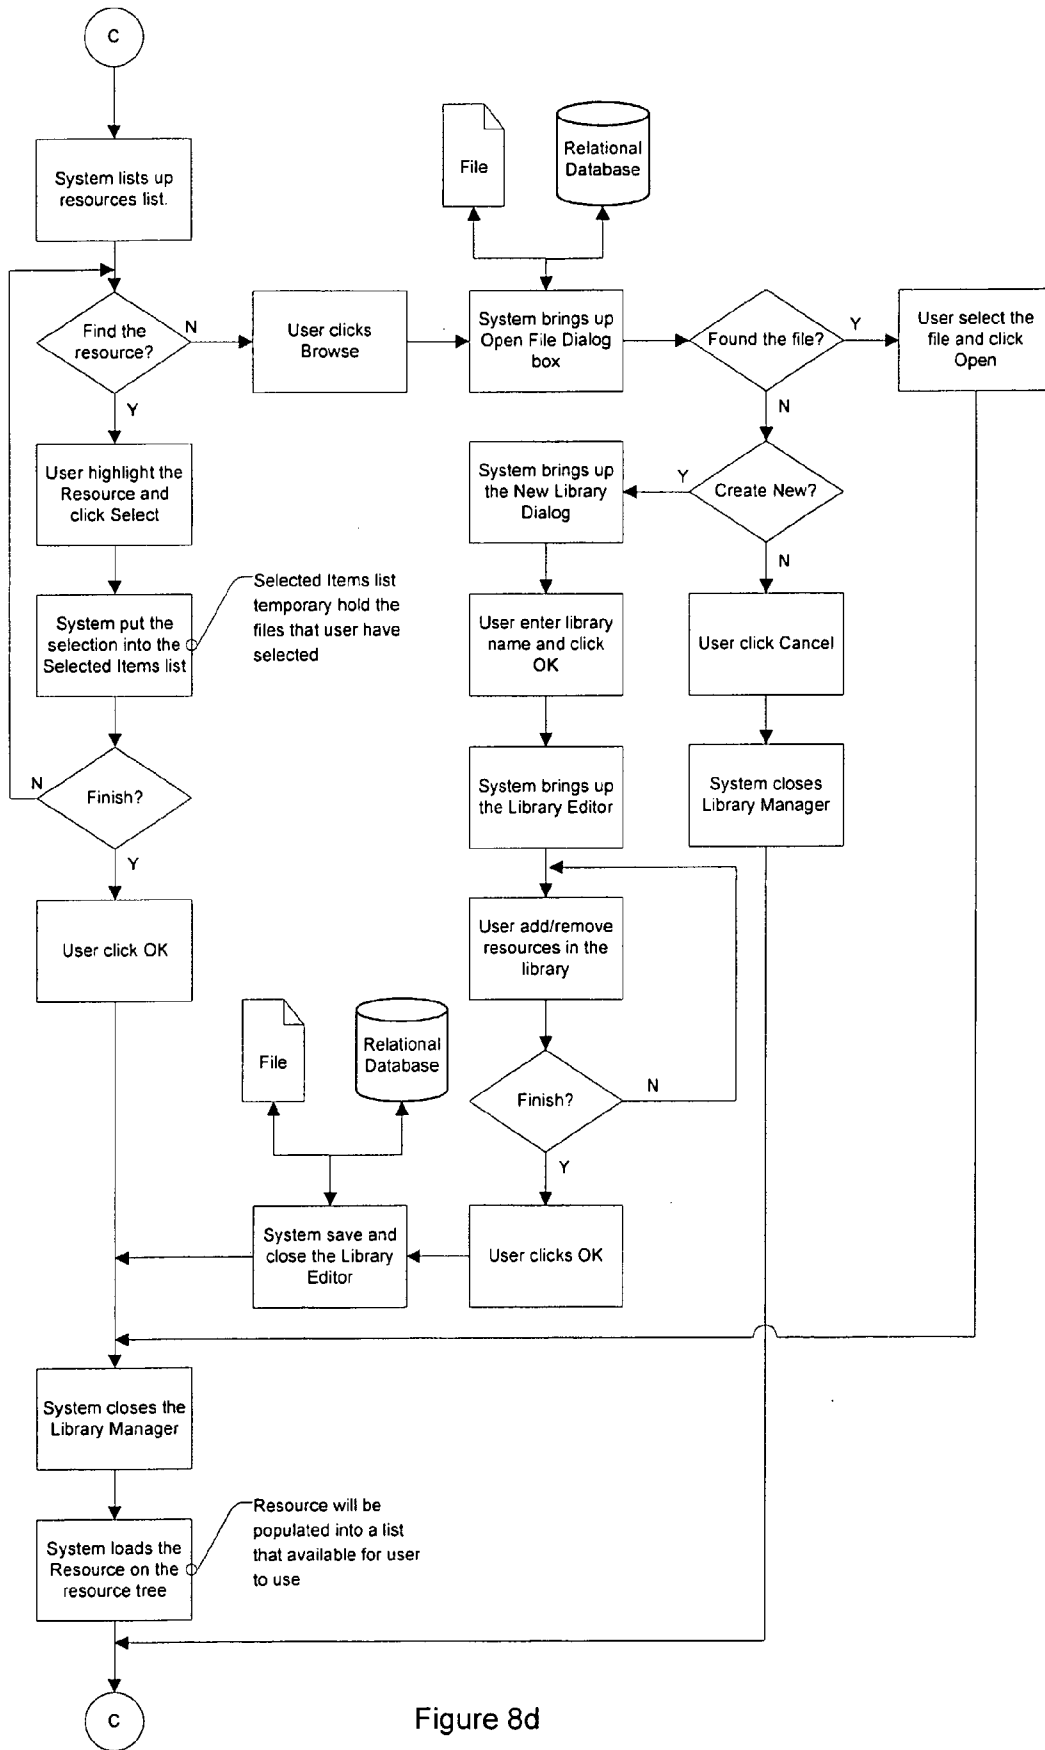 C
System lists up
resources list.
File
Relational
Database
Find the
resource?
N
User clicks
Browse
System brings up
Open File Dialog
box
Found the file?
Y
User select the
file and click
Open
Y
N
User highlight the
Resource and
click Select
System brings up
the New Library
Dialog
Y
Create New?
N
System put the
selection into the
Selected Items list
Selected Items list
temporary hold the
files that user have
selected
User enter library
name and click
OK
User click Cancel
N
Finish?
Y
System brings up
the Library Editor
System closes
Library Manager
User click OK
User add/remove
resources in the
library
File
Relational
Database
Finish?
N
Y
System save and
close the Library
Editor
User clicks OK
System closes the
Library Manager
System loads the
Resource on the
resource tree
Resource will be
populated into a list
that available for user
to use
C
Figure 8d